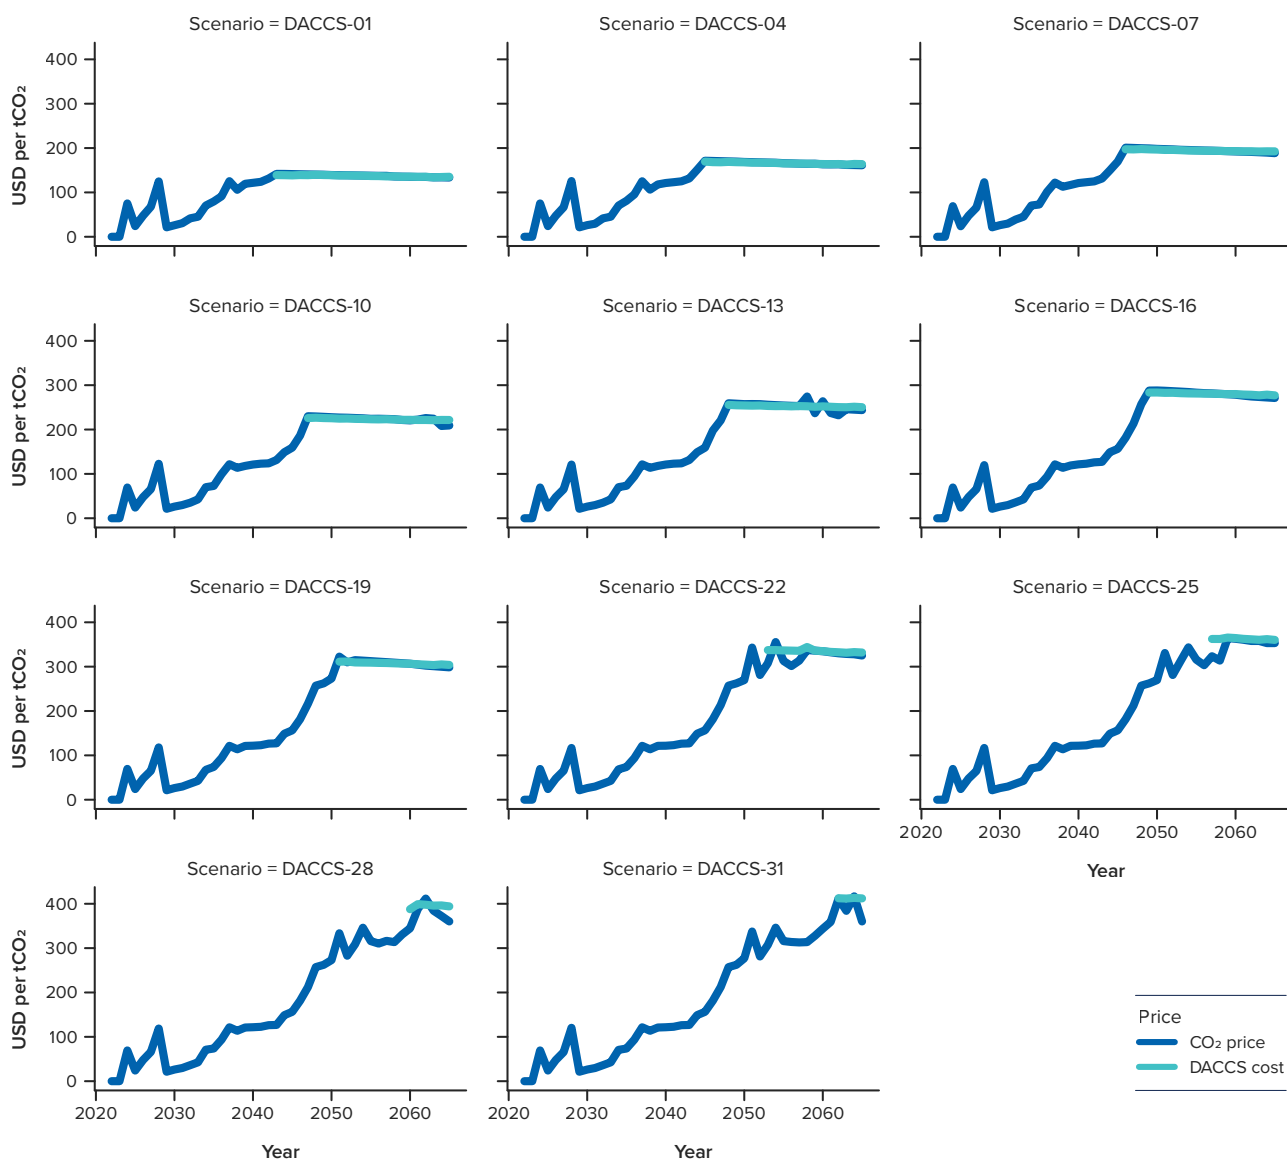 Scenario = DACCS-01
Scenario = DACCS-04
Scenario = DACCS-07
USD per tCO₂
400
300
200
100
0
Scenario = DACCS-10
Scenario = DACCS-13
Scenario = DACCS-16
USD per tCO₂
400
300
200
100
0
Scenario = DACCS-19
Scenario = DACCS-22
Scenario = DACCS-25
USD per tCO₂
400
300
200
100
0
2020 2030 2040 2050 2060
Year
Scenario = DACCS-28
Scenario = DACCS-31
USD per tCO₂
400
300
200
100
0
2020 2030 2040 2050 2060
Year
2020 2030 2040 2050 2060
Year
Price
CO₂ price
DACCS cost